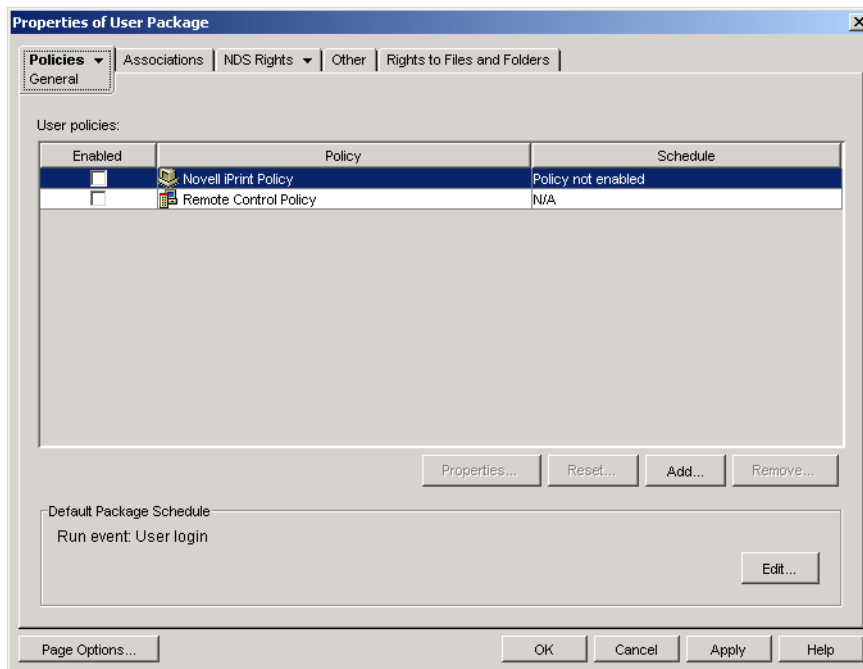 Properties of User Package
Policies Associations NDS Rights Other Rights to Files and Folders
General
User policies:
Enabled Policy Schedule
Novell iPrint Policy Policy not enabled
Remote Control Policy N/A
Properties... Reset... Add... Remove...
Default Package Schedule
Run event: User login
Edit...
Page Options... OK Cancel Apply Help